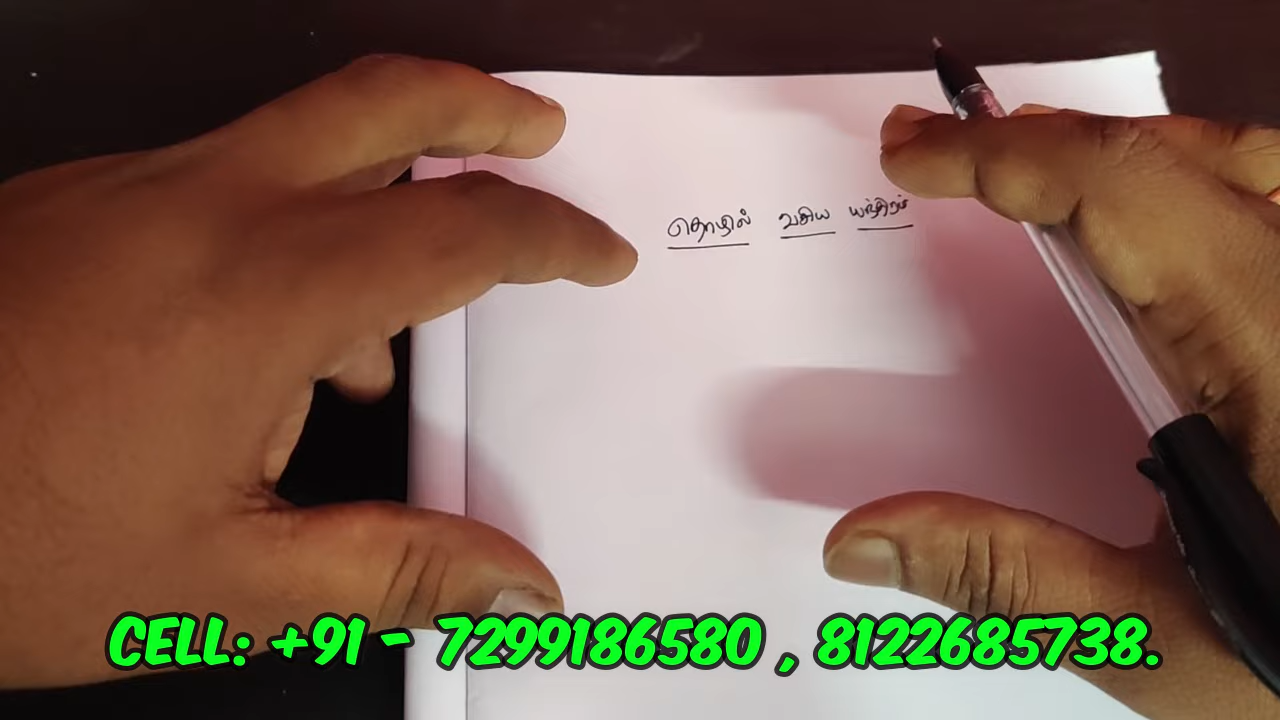 தொழில் வசிய யந்திரம்
CELL: +91 - 7299186580 , 8122685738.